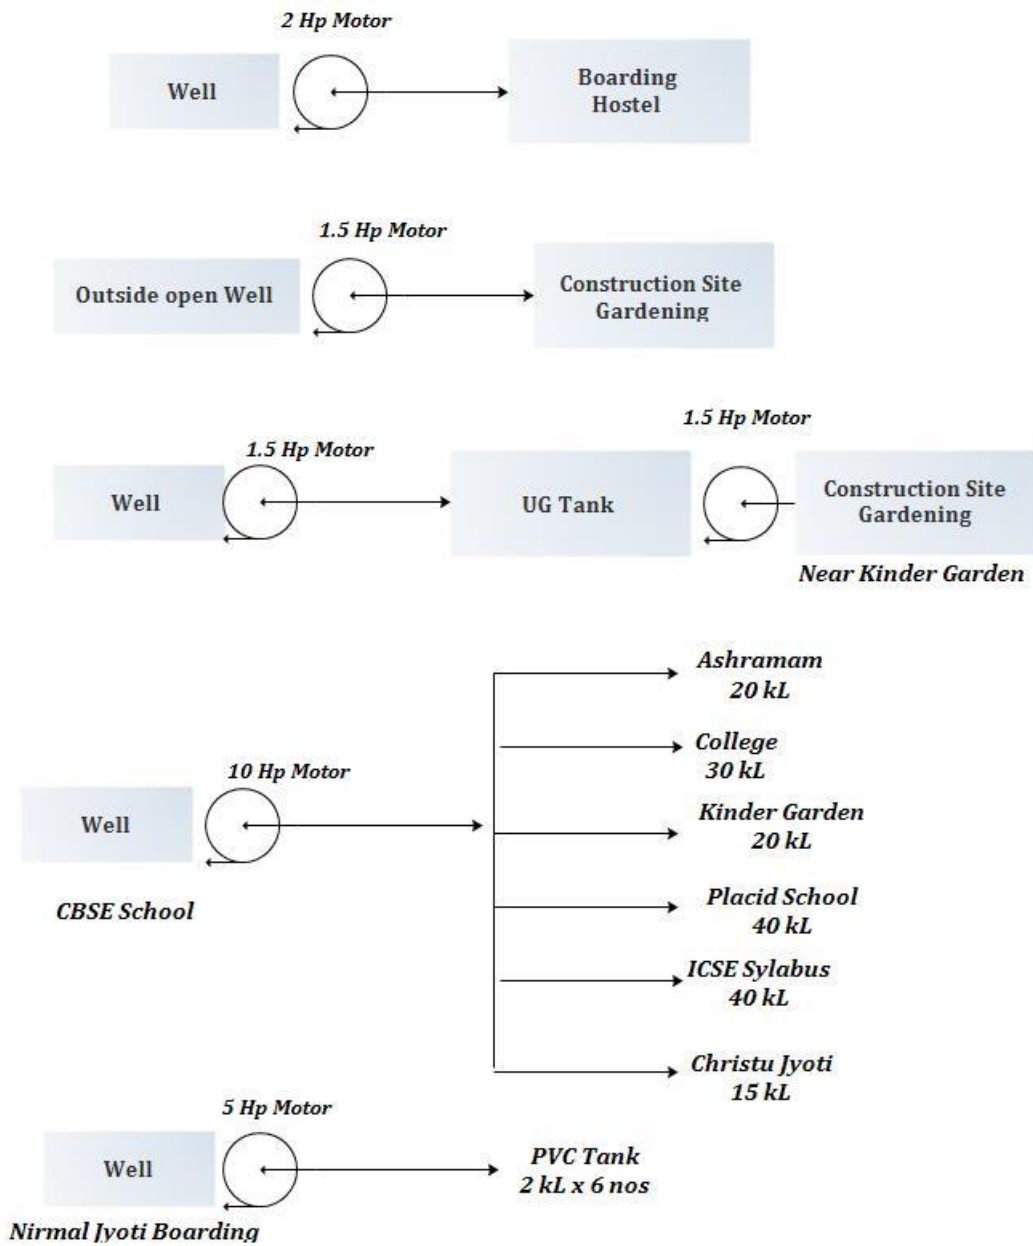 2 Hp Motor
Well
Boarding
Hostel
1.5 Hp Motor
Outside open Well
Construction Site
Gardening
1.5 Hp Motor
1.5 Hp Motor
Well
UG Tank
Construction Site
Gardening
Near Kinder Garden
Ashramam
20 kL
College
30 kL
10 Hp Motor
Well
Kinder Garden
20 kL
CBSE School
Placid School
40 kL
ICSE Sylabus
40 kL
Christu Jyoti
15 kL
5 Hp Motor
Well
PVC Tank
2 kL x 6 nos
Nirmal Jyoti Boarding